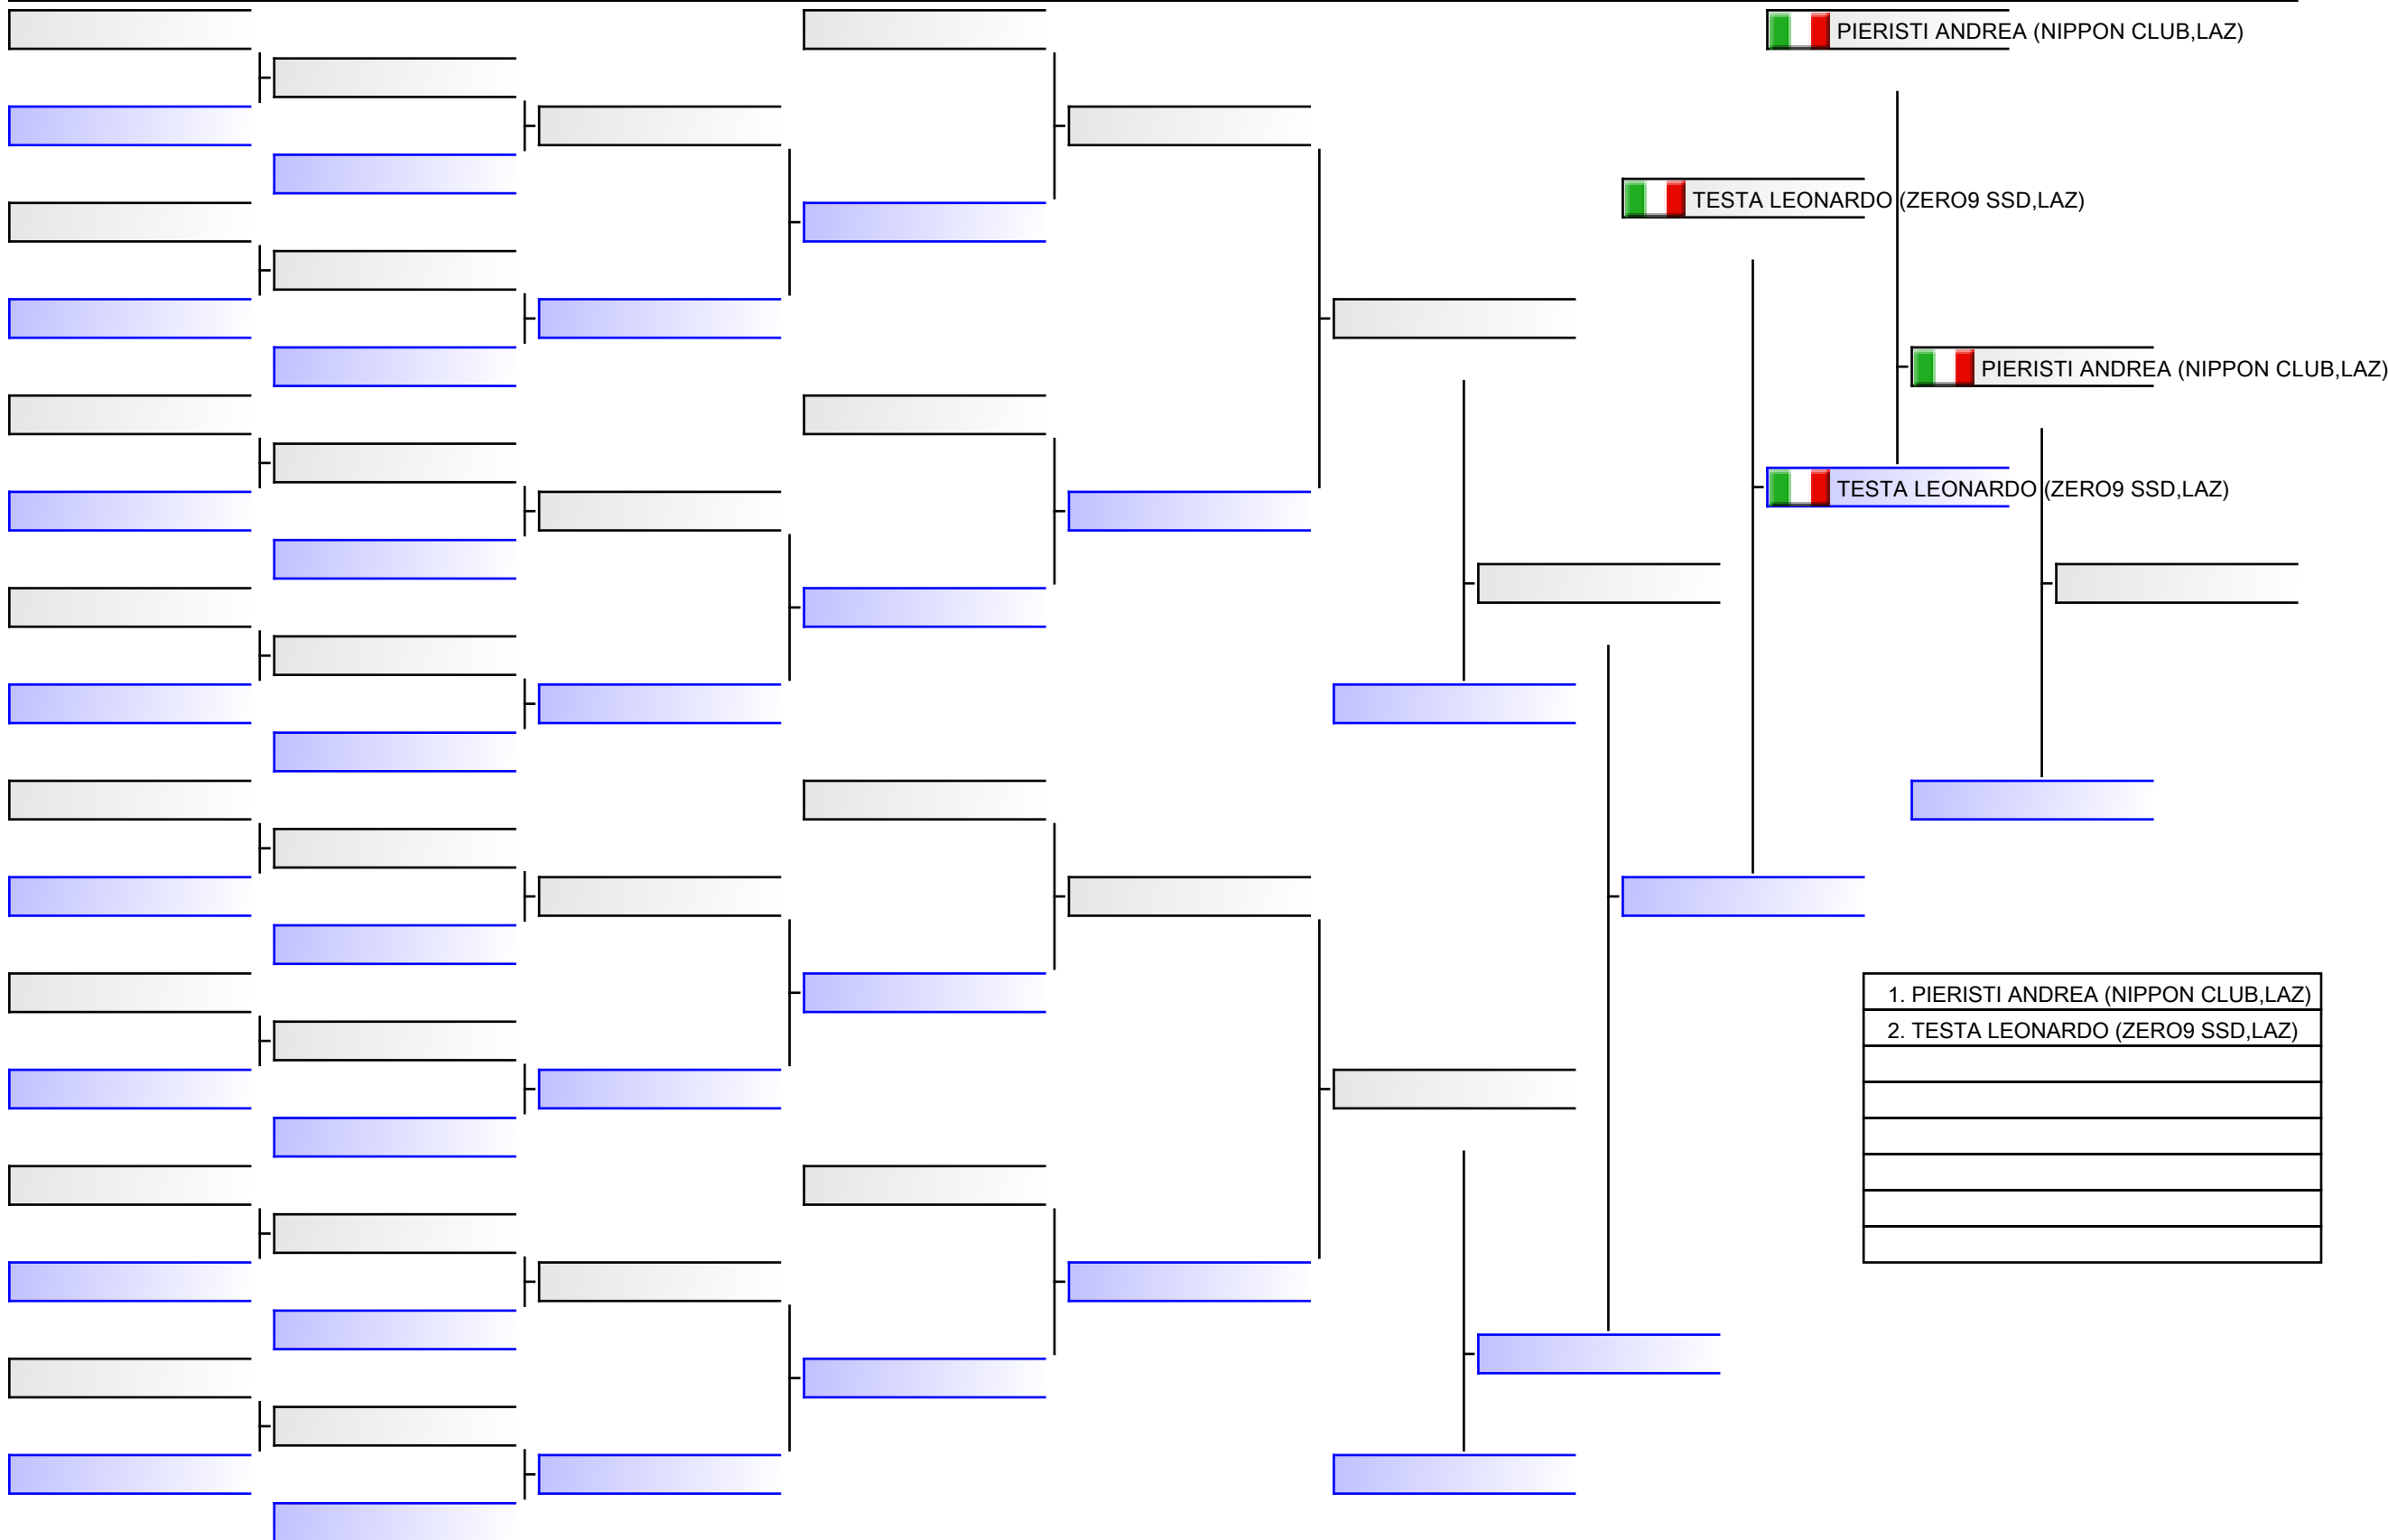 PIERISTI ANDREA (NIPPON CLUB,LAZ)
TESTA LEONARDO (ZERO9 SSD,LAZ)
PIERISTI ANDREA (NIPPON CLUB,LAZ)
TESTA LEONARDO (ZERO9 SSD,LAZ)
1. PIERISTI ANDREA (NIPPON CLUB,LAZ)
2. TESTA LEONARDO (ZERO9 SSD,LAZ)